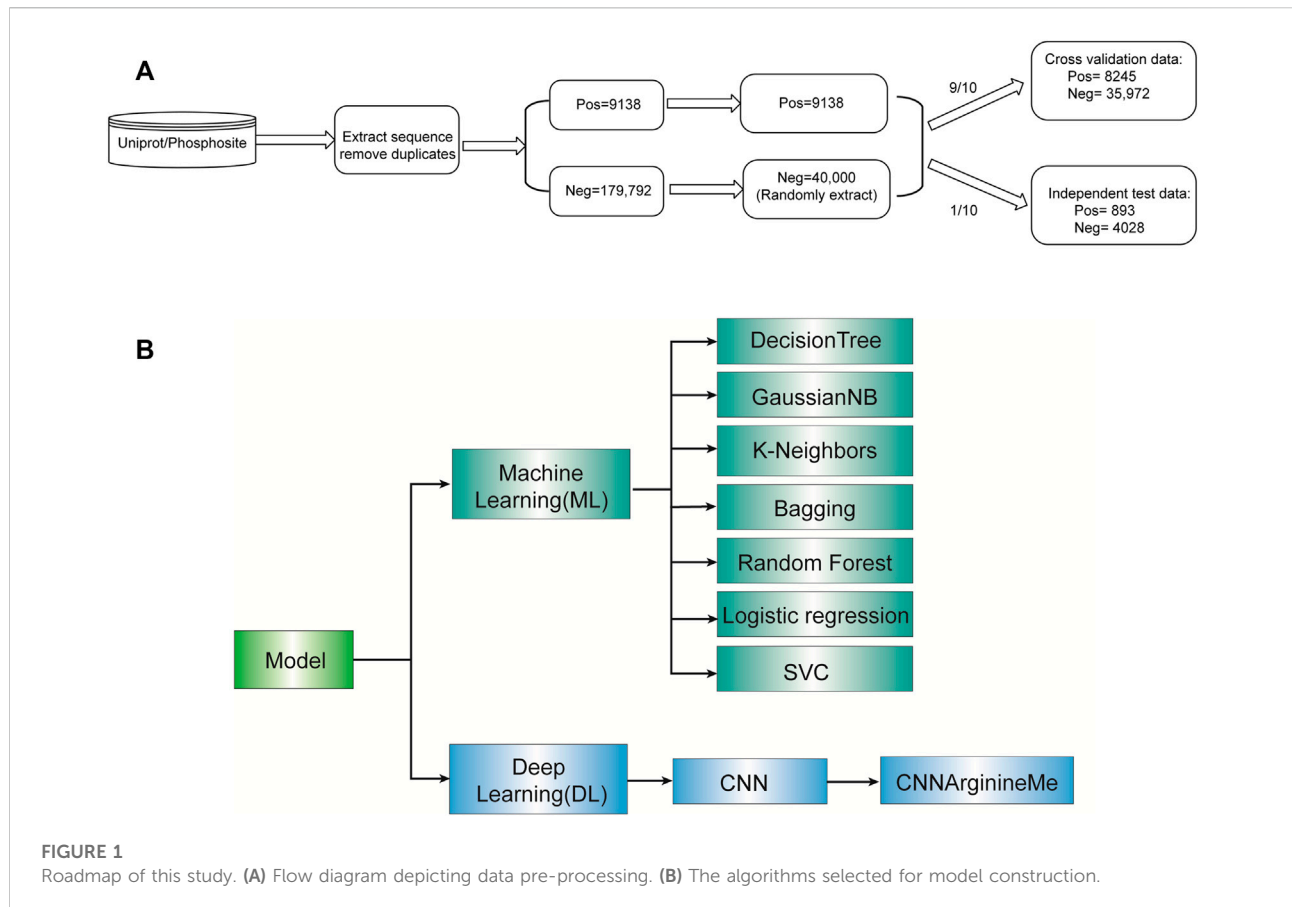 A
Uniprot/Phosphosite
Extract sequence
remove duplicates
Pos=9138
Neg=179,792
Pos=9138
Neg=40,000
(Randomly extract)
9/10
1/10
Cross validation data:
Pos= 8245
Neg= 35,972
Independent test data:
Pos= 893
Neg= 4028
B
Model
Machine
Learning(ML)
DecisionTree
GaussianNB
K-Neighbors
Bagging
Random Forest
Logistic regression
SVC
Deep
Learning(DL)
CNN
CNNArginineMe
FIGURE 1
Roadmap of this study. (A) Flow diagram depicting data pre-processing. (B) The algorithms selected for model construction.